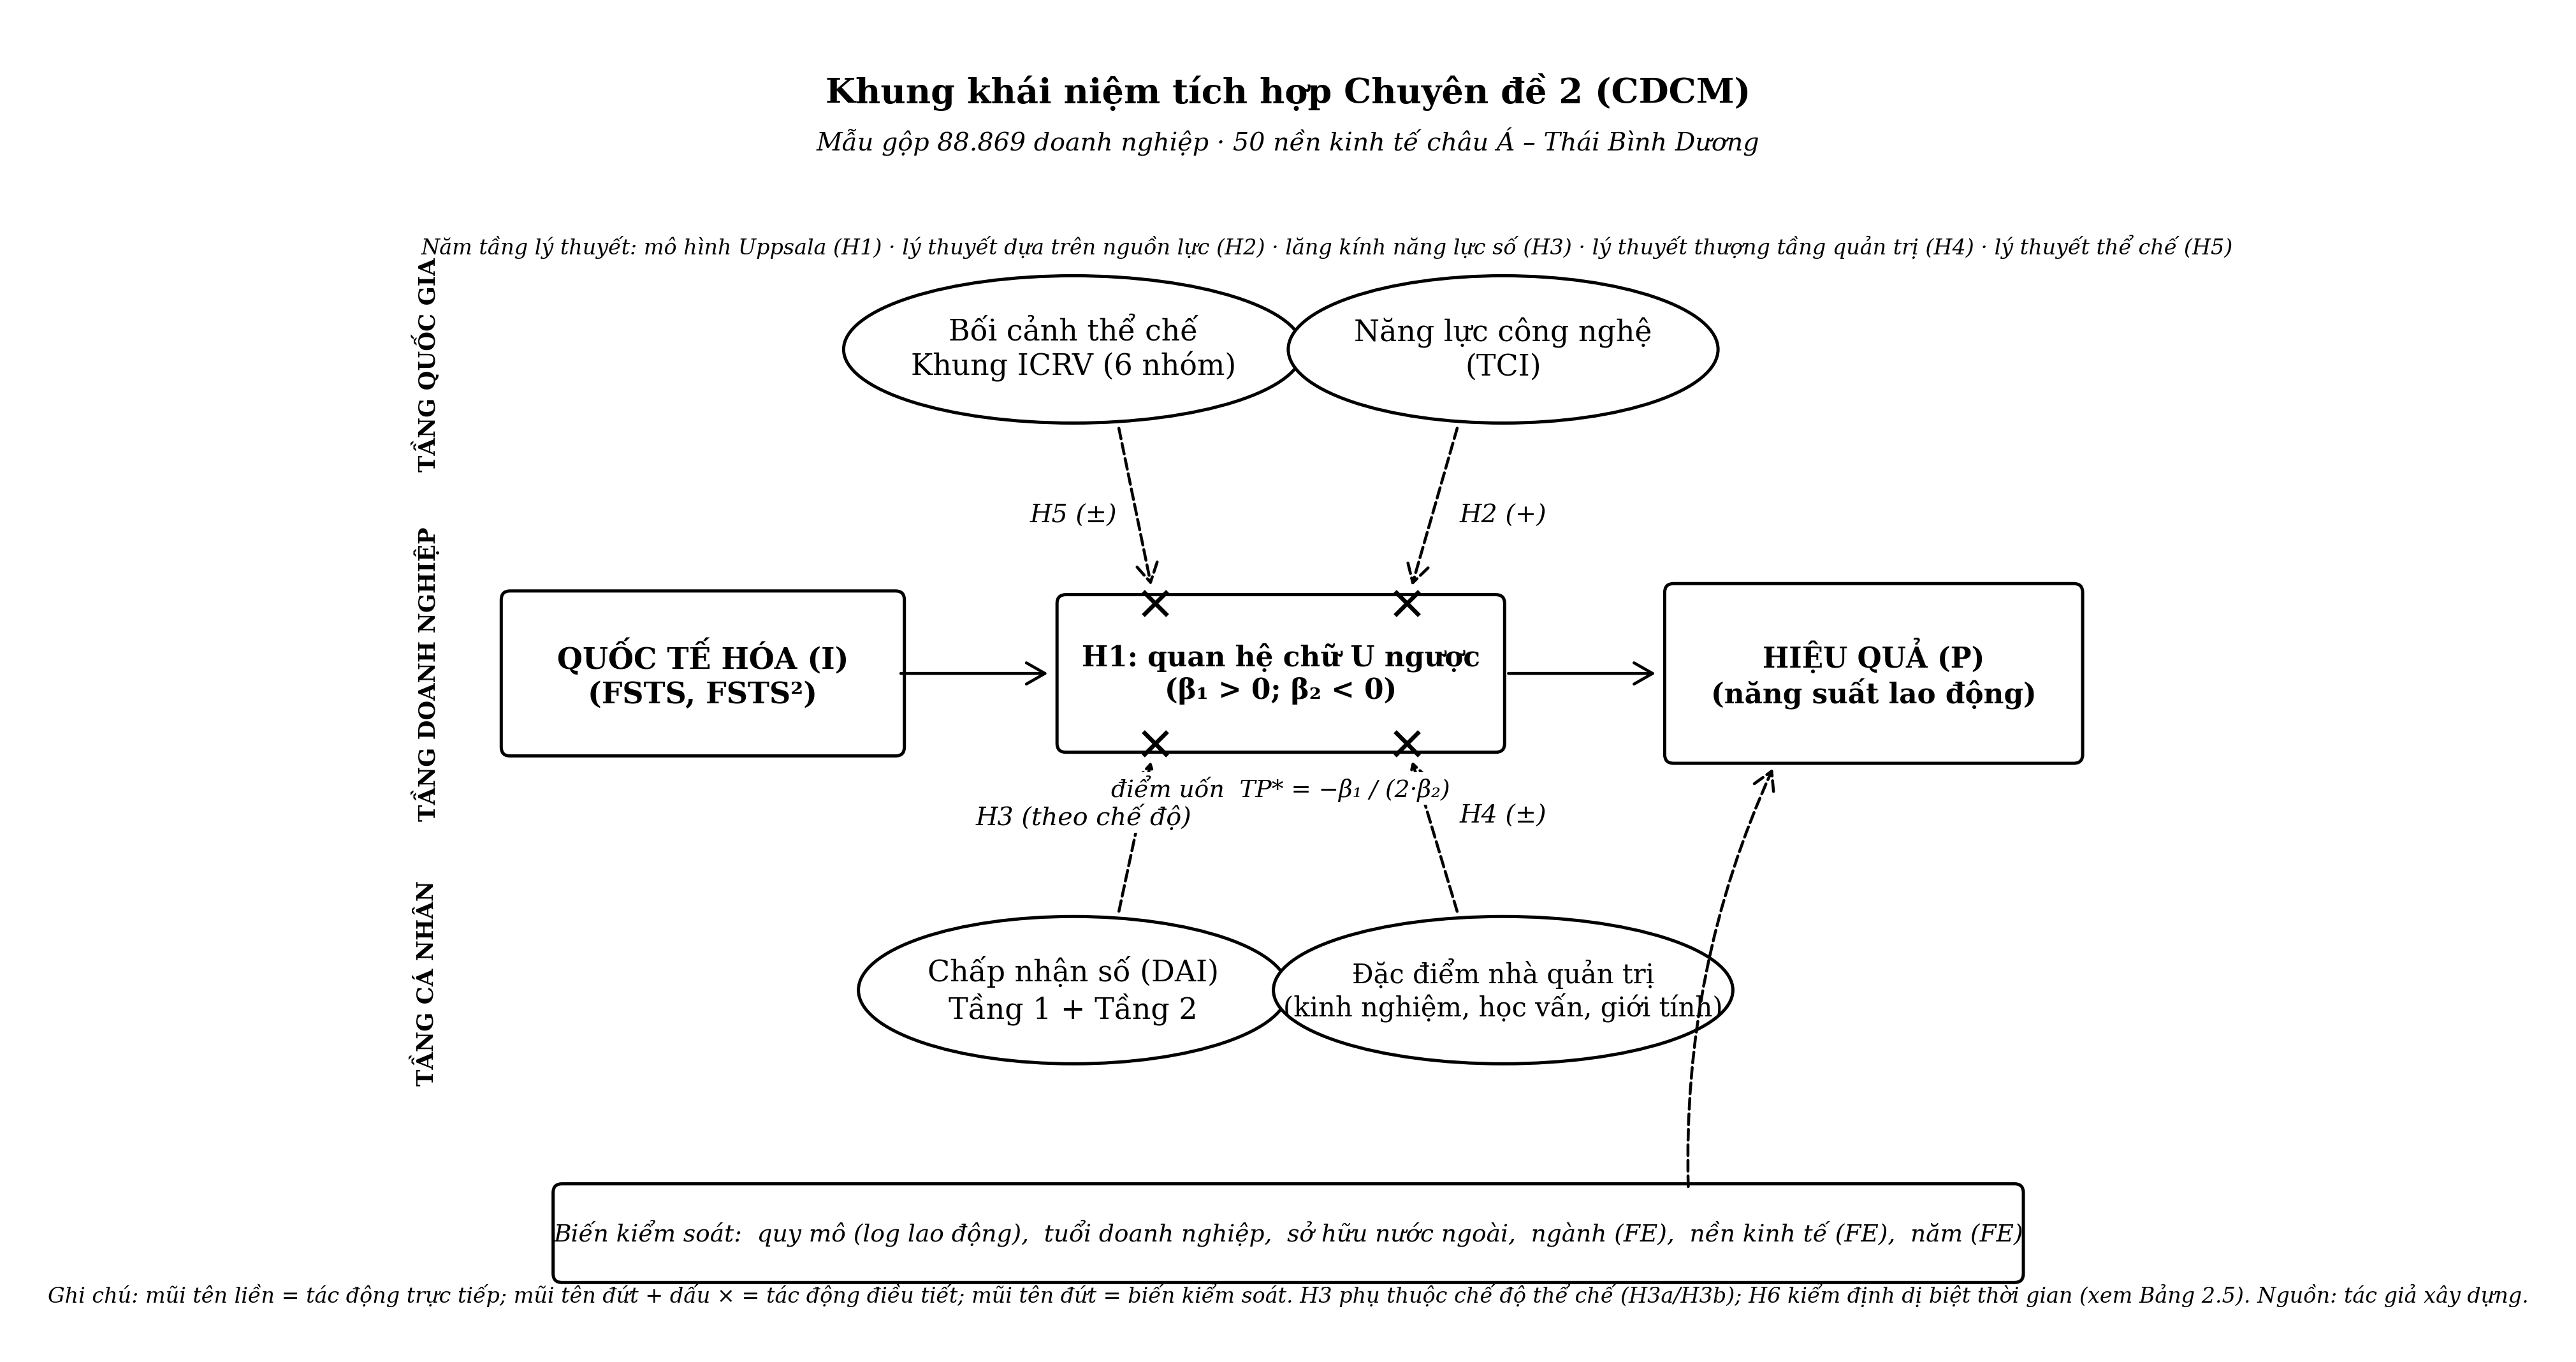 Khung khái niệm tích hợp Chuyên đề 2 (CDCM)
Mẫu gộp 88.869 doanh nghiệp · 50 nền kinh tế châu Á – Thái Bình Dương
Năm tầng lý thuyết: mô hình Uppsala (H1) · lý thuyết dựa trên nguồn lực (H2) · lăng kính năng lực số (H3) · lý thuyết thượng tầng quản trị (H4) · lý thuyết thể chế (H5)
TẦNG QUỐC GIA
Bối cảnh thể chế
Khung ICRV (6 nhóm)
Năng lực công nghệ
(TCI)
H5 (±)
H2 (+)
TẦNG DOANH NGHIỆP
QUỐC TẾ HÓA (I)
(FSTS, FSTS²)
H1: quan hệ chữ U ngược
(β₁ > 0; β₂ < 0)
HIỆU QUẢ (P)
(năng suất lao động)
điểm uốn TP* = −β₁ / (2·β₂)
H3 (theo chế độ)
H4 (±)
TẦNG CÁ NHÂN
Chấp nhận số (DAI)
Tầng 1 + Tầng 2
Đặc điểm nhà quản trị
(kinh nghiệm, học vấn, giới tính)
Biến kiểm soát: quy mô (log lao động), tuổi doanh nghiệp, sở hữu nước ngoài, ngành (FE), nền kinh tế (FE), năm (FE)
Ghi chú: mũi tên liền = tác động trực tiếp; mũi tên đứt + dấu × = tác động điều tiết; mũi tên đứt = biến kiểm soát. H3 phụ thuộc chế độ thể chế (H3a/H3b); H6 kiểm định dị biệt thời gian (xem Bảng 2.5). Nguồn: tác giả xây dựng.